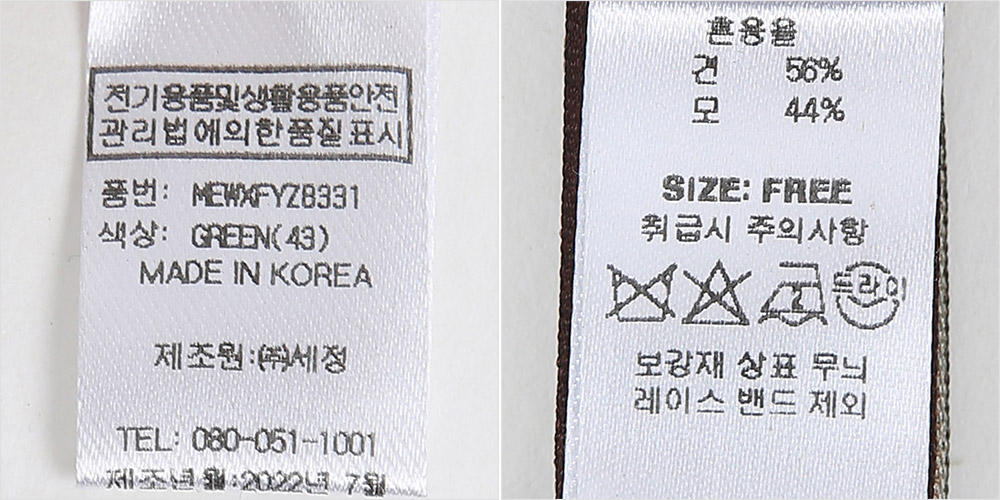 전기용품및생활용품안전
관리법에의한품질표시
품번: MEWXFYZB331
색상: GREEN(43)
MADE IN KOREA
제조원:㈜세정
TEL: 080-051-1001
제조년월:2022년 7월
혼용율
견 56%
모 44%
SIZE: FREE
취급시 주의사항
드라이
보강재 상표 무늬
레이스 밴드 제외